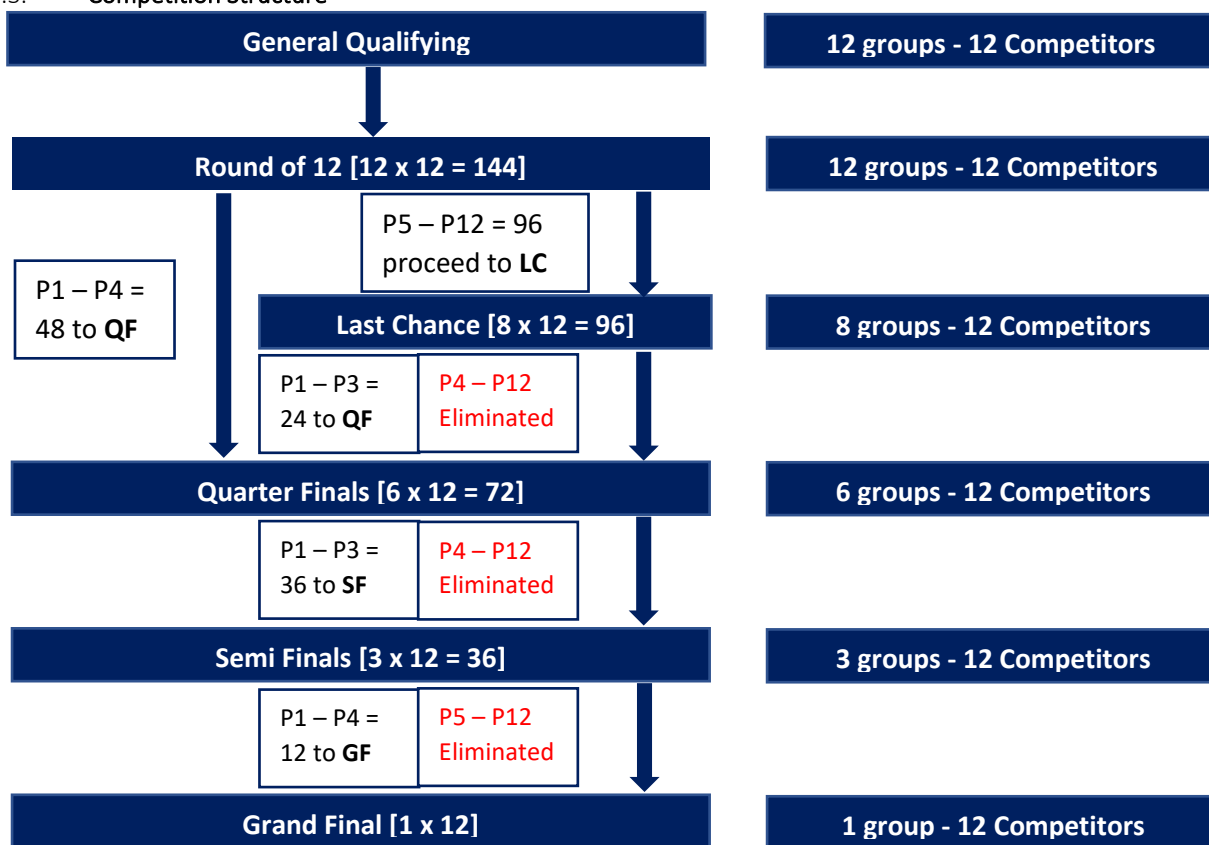 .3. Competition Structure
General Qualifying
12 groups - 12 Competitors
Round of 12 [12 x 12 = 144]
12 groups - 12 Competitors
P5 – P12 = 96
proceed to LC
P1 – P4 =
48 to QF
Last Chance [8 x 12 = 96]
8 groups - 12 Competitors
P1 – P3 =
24 to QF
P4 – P12
Eliminated
Quarter Finals [6 x 12 = 72]
6 groups - 12 Competitors
P1 – P3 =
36 to SF
P4 – P12
Eliminated
Semi Finals [3 x 12 = 36]
3 groups - 12 Competitors
P1 – P4 =
12 to GF
P5 – P12
Eliminated
Grand Final [1 x 12]
1 group - 12 Competitors